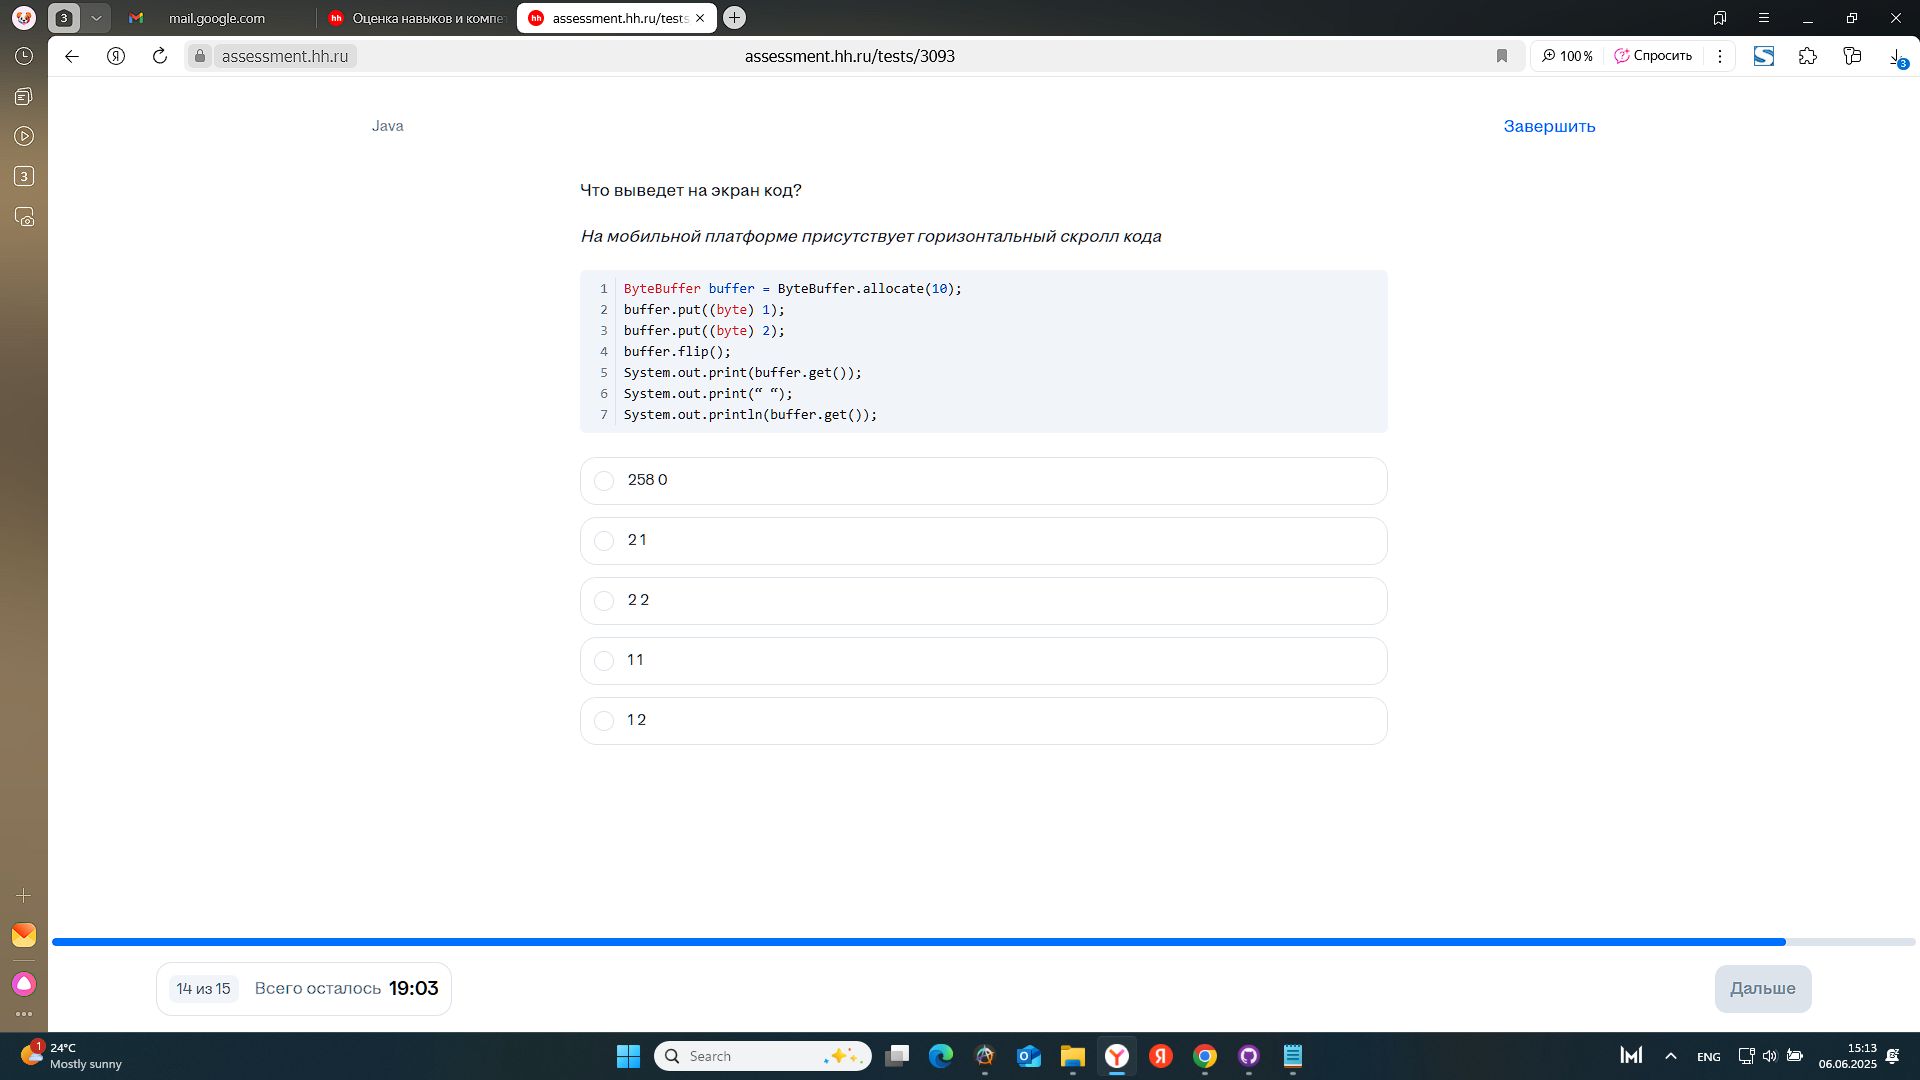 3
mail.google.com
hh
Оценка навыков и компе
hh
assessment.hh.ru/tests
Я
assessment.hh.ru
assessment.hh.ru/tests/3093
100 %
Спросить
3
3
Java
Завершить
Что выведет на экран код?
На мобильной платформе присутствует горизонтальный скролл кода
1 ByteBuffer buffer = ByteBuffer.allocate(10);
2 buffer.put((byte) 1);
3 buffer.put((byte) 2);
4 buffer.flip();
5 System.out.print(buffer.get());
6 System.out.print(“ “);
7 System.out.println(buffer.get());
258 0
2 1
2 2
1 1
1 2
14 из 15
Всего осталось 19:03
Дальше
1
24°C
Mostly sunny
Search
Y
Я
ENG
15:13
06.06.2025